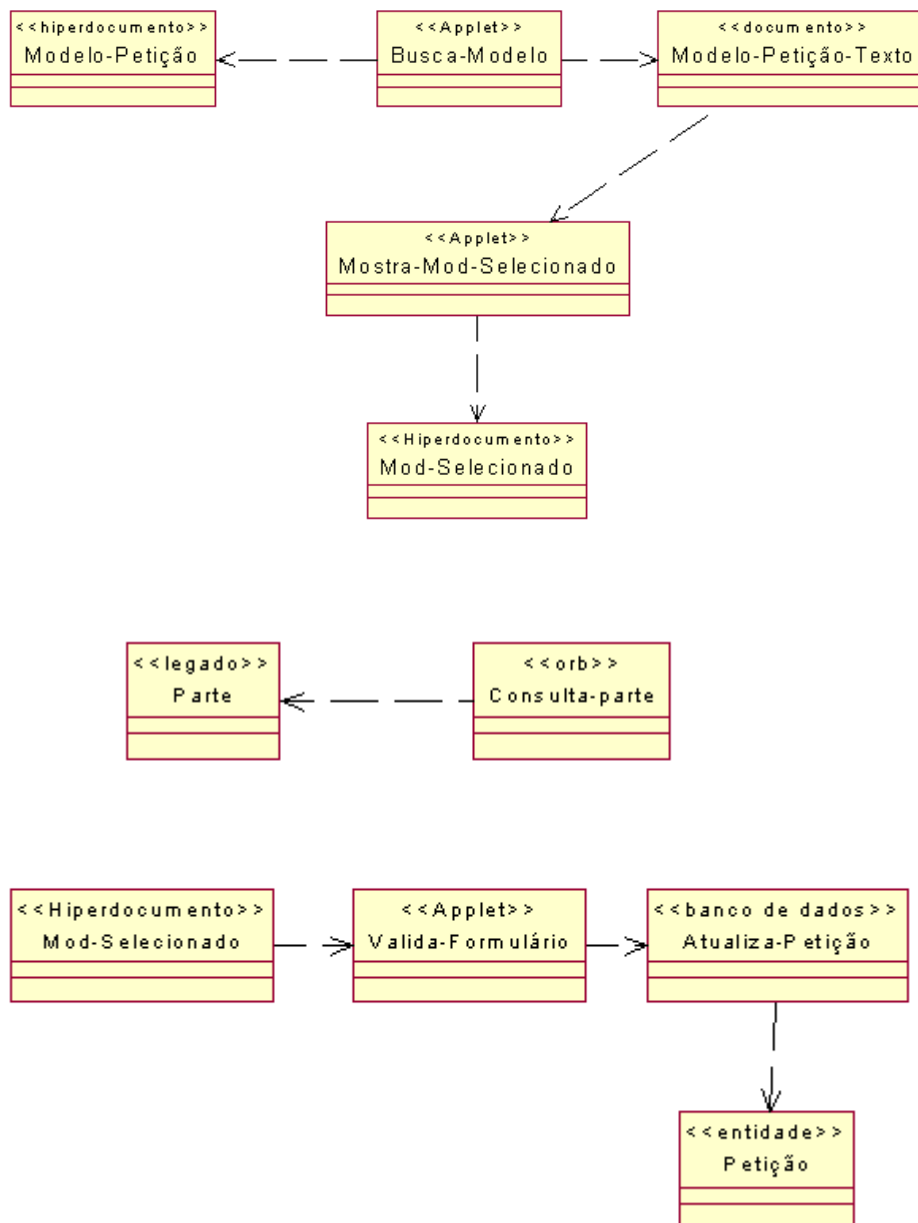 <<hiperdocumento>>
Modelo-Petição
<<Applet>>
Busca-Modelo
<<documento>>
Modelo-Petição-Texto
<<Applet>>
Mostra-Mod-Selecionado
<<Hiperdocumento>>
Mod-Selecionado
<<legado>>
Parte
<<orb>>
Consulta-parte
<<Hiperdocumento>>
Mod-Selecionado
<<Applet>>
Valida-Formulário
<<banco de dados>>
Atualiza-Petição
<<entidade>>
Petição